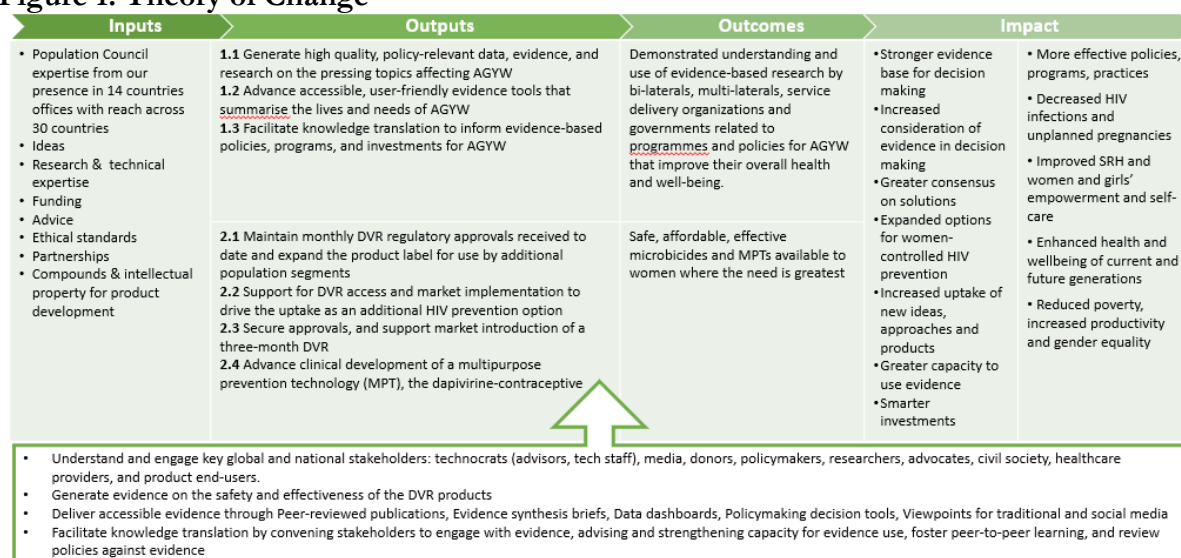 Figure 1: Theory of Change
Inputs
Outputs
Outcomes
Impact
• Population Council
expertise from our
presence in 14 countries
offices with reach across
30 countries
• Ideas
• Research & technical
expertise
• Funding
• Advice
• Ethical standards
• Partnerships
• Compounds & intellectual
property for product
development
1.1 Generate high quality, policy-relevant data, evidence, and
research on the pressing topics affecting AGYW
1.2 Advance accessible, user-friendly evidence tools that
summarise the lives and needs of AGYW
1.3 Facilitate knowledge translation to inform evidence-based
policies, programs, and investments for AGYW
Demonstrated understanding and
use of evidence-based research by
bi-laterals, multi-laterals, service
delivery organizations and
governments related to
programmes and policies for AGYW
that improve their overall health
and well-being.
2.1 Maintain monthly DVR regulatory approvals received to
date and expand the product label for use by additional
population segments
2.2 Support for DVR access and market implementation to
drive the uptake as an additional HIV prevention option
2.3 Secure approvals, and support market introduction of a
three-month DVR
2.4 Advance clinical development of a multipurpose
prevention technology (MPT), the dapivirine-contraceptive
Safe, affordable, effective
microbicides and MPTs available to
women where the need is greatest
•Stronger evidence
base for decision
making
•Increased
consideration of
evidence in decision
making
•Greater consensus
on solutions
•Expanded options
for women-
controlled HIV
prevention
•Increased uptake of
new ideas,
approaches and
products
•Greater capacity to
use evidence
•Smarter
investments
• More effective policies,
programs, practices
• Decreased HIV
infections and
unplanned pregnancies
• Improved SRH and
women and girls'
empowerment and self-
care
• Enhanced health and
wellbeing of current and
future generations
• Reduced poverty,
increased productivity
and gender equality
• Understand and engage key global and national stakeholders: technocrats (advisors, tech staff), media, donors, policymakers, researchers, advocates, civil society, healthcare
providers, and product end-users.
• Generate evidence on the safety and effectiveness of the DVR products
• Deliver accessible evidence through Peer-reviewed publications, Evidence synthesis briefs, Data dashboards, Policymaking decision tools, Viewpoints for traditional and social media
• Facilitate knowledge translation by convening stakeholders to engage with evidence, advising and strengthening capacity for evidence use, foster peer-to-peer learning, and review
policies against evidence